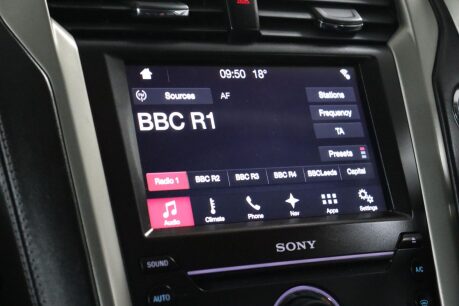 09:50 18°
Sources AF Stations
BBC R1
Frequency
TA
Presets
Radio 1 BBC R2 BBC R3 BBC R4 BBCLeeds Capital
Audio Climate Phone Nav Apps Settings
SONY
SOUND
A/C
AUTO